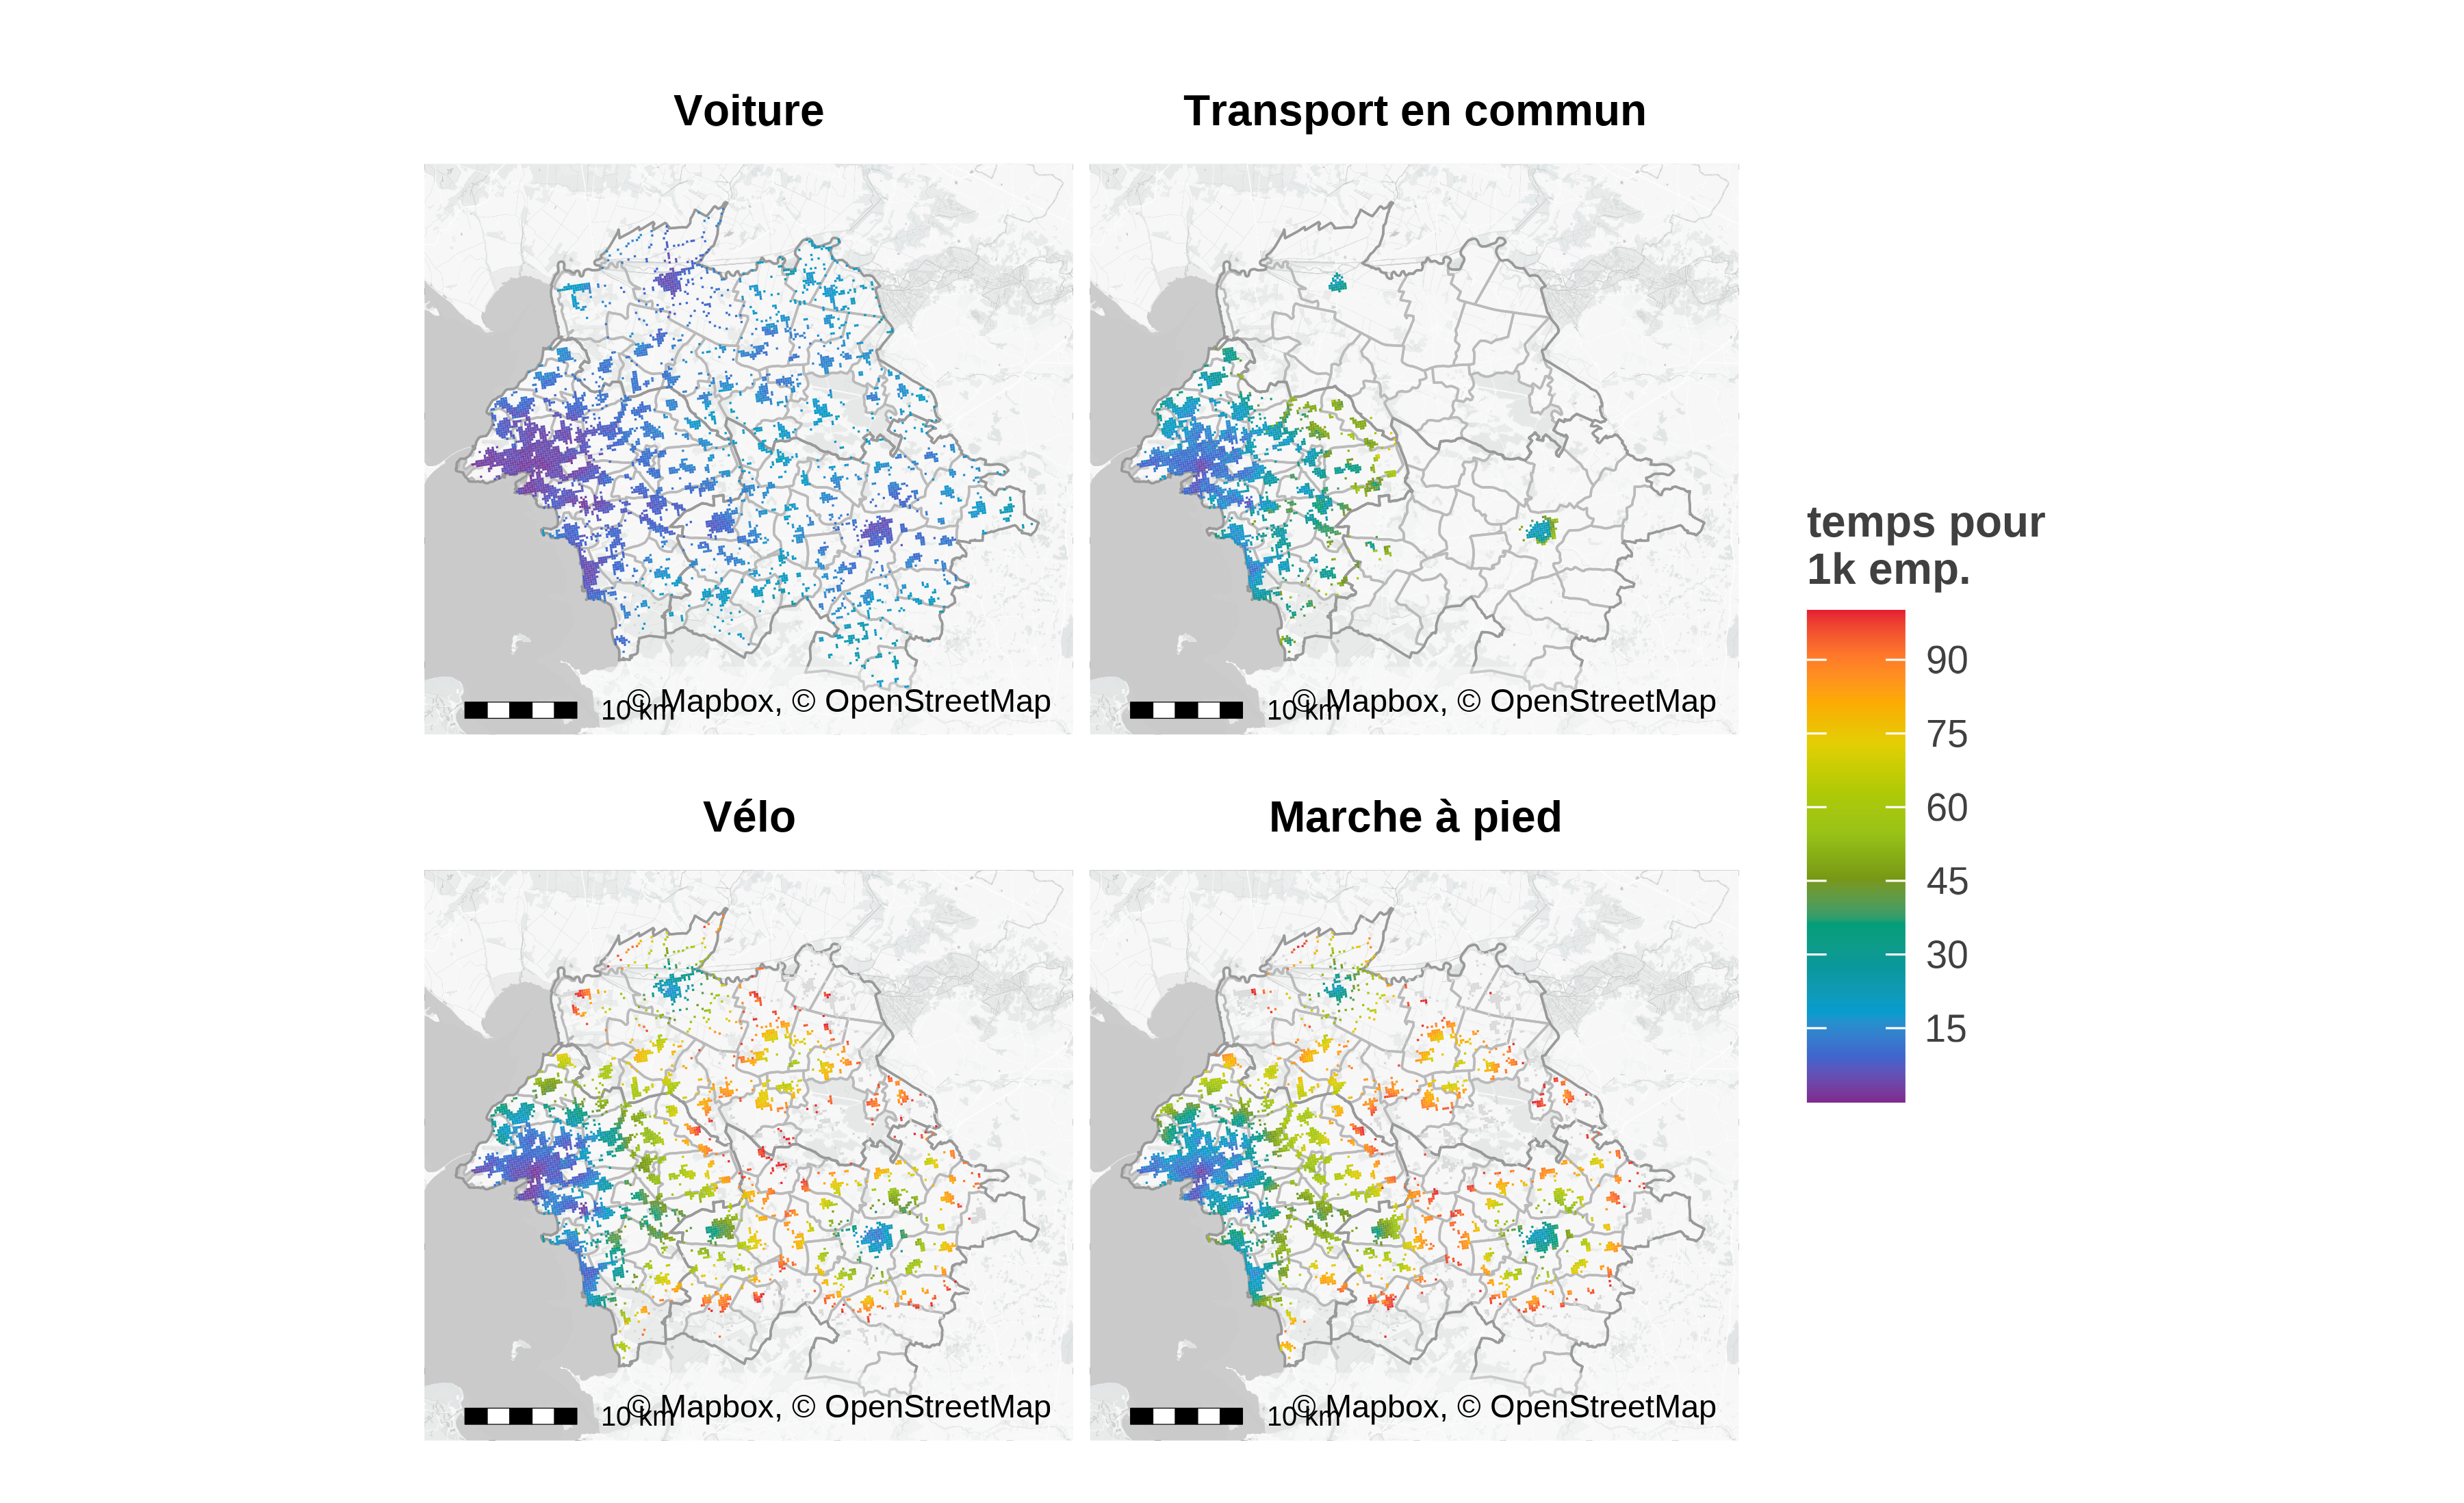 Voiture
Transport en commun
10 km
© Mapbox, © OpenStreetMap
10 km
© Mapbox, © OpenStreetMap
temps pour
1k emp.
90
75
60
45
30
15
Vélo
Marche à pied
10 km
© Mapbox, © OpenStreetMap
10 km
© Mapbox, © OpenStreetMap